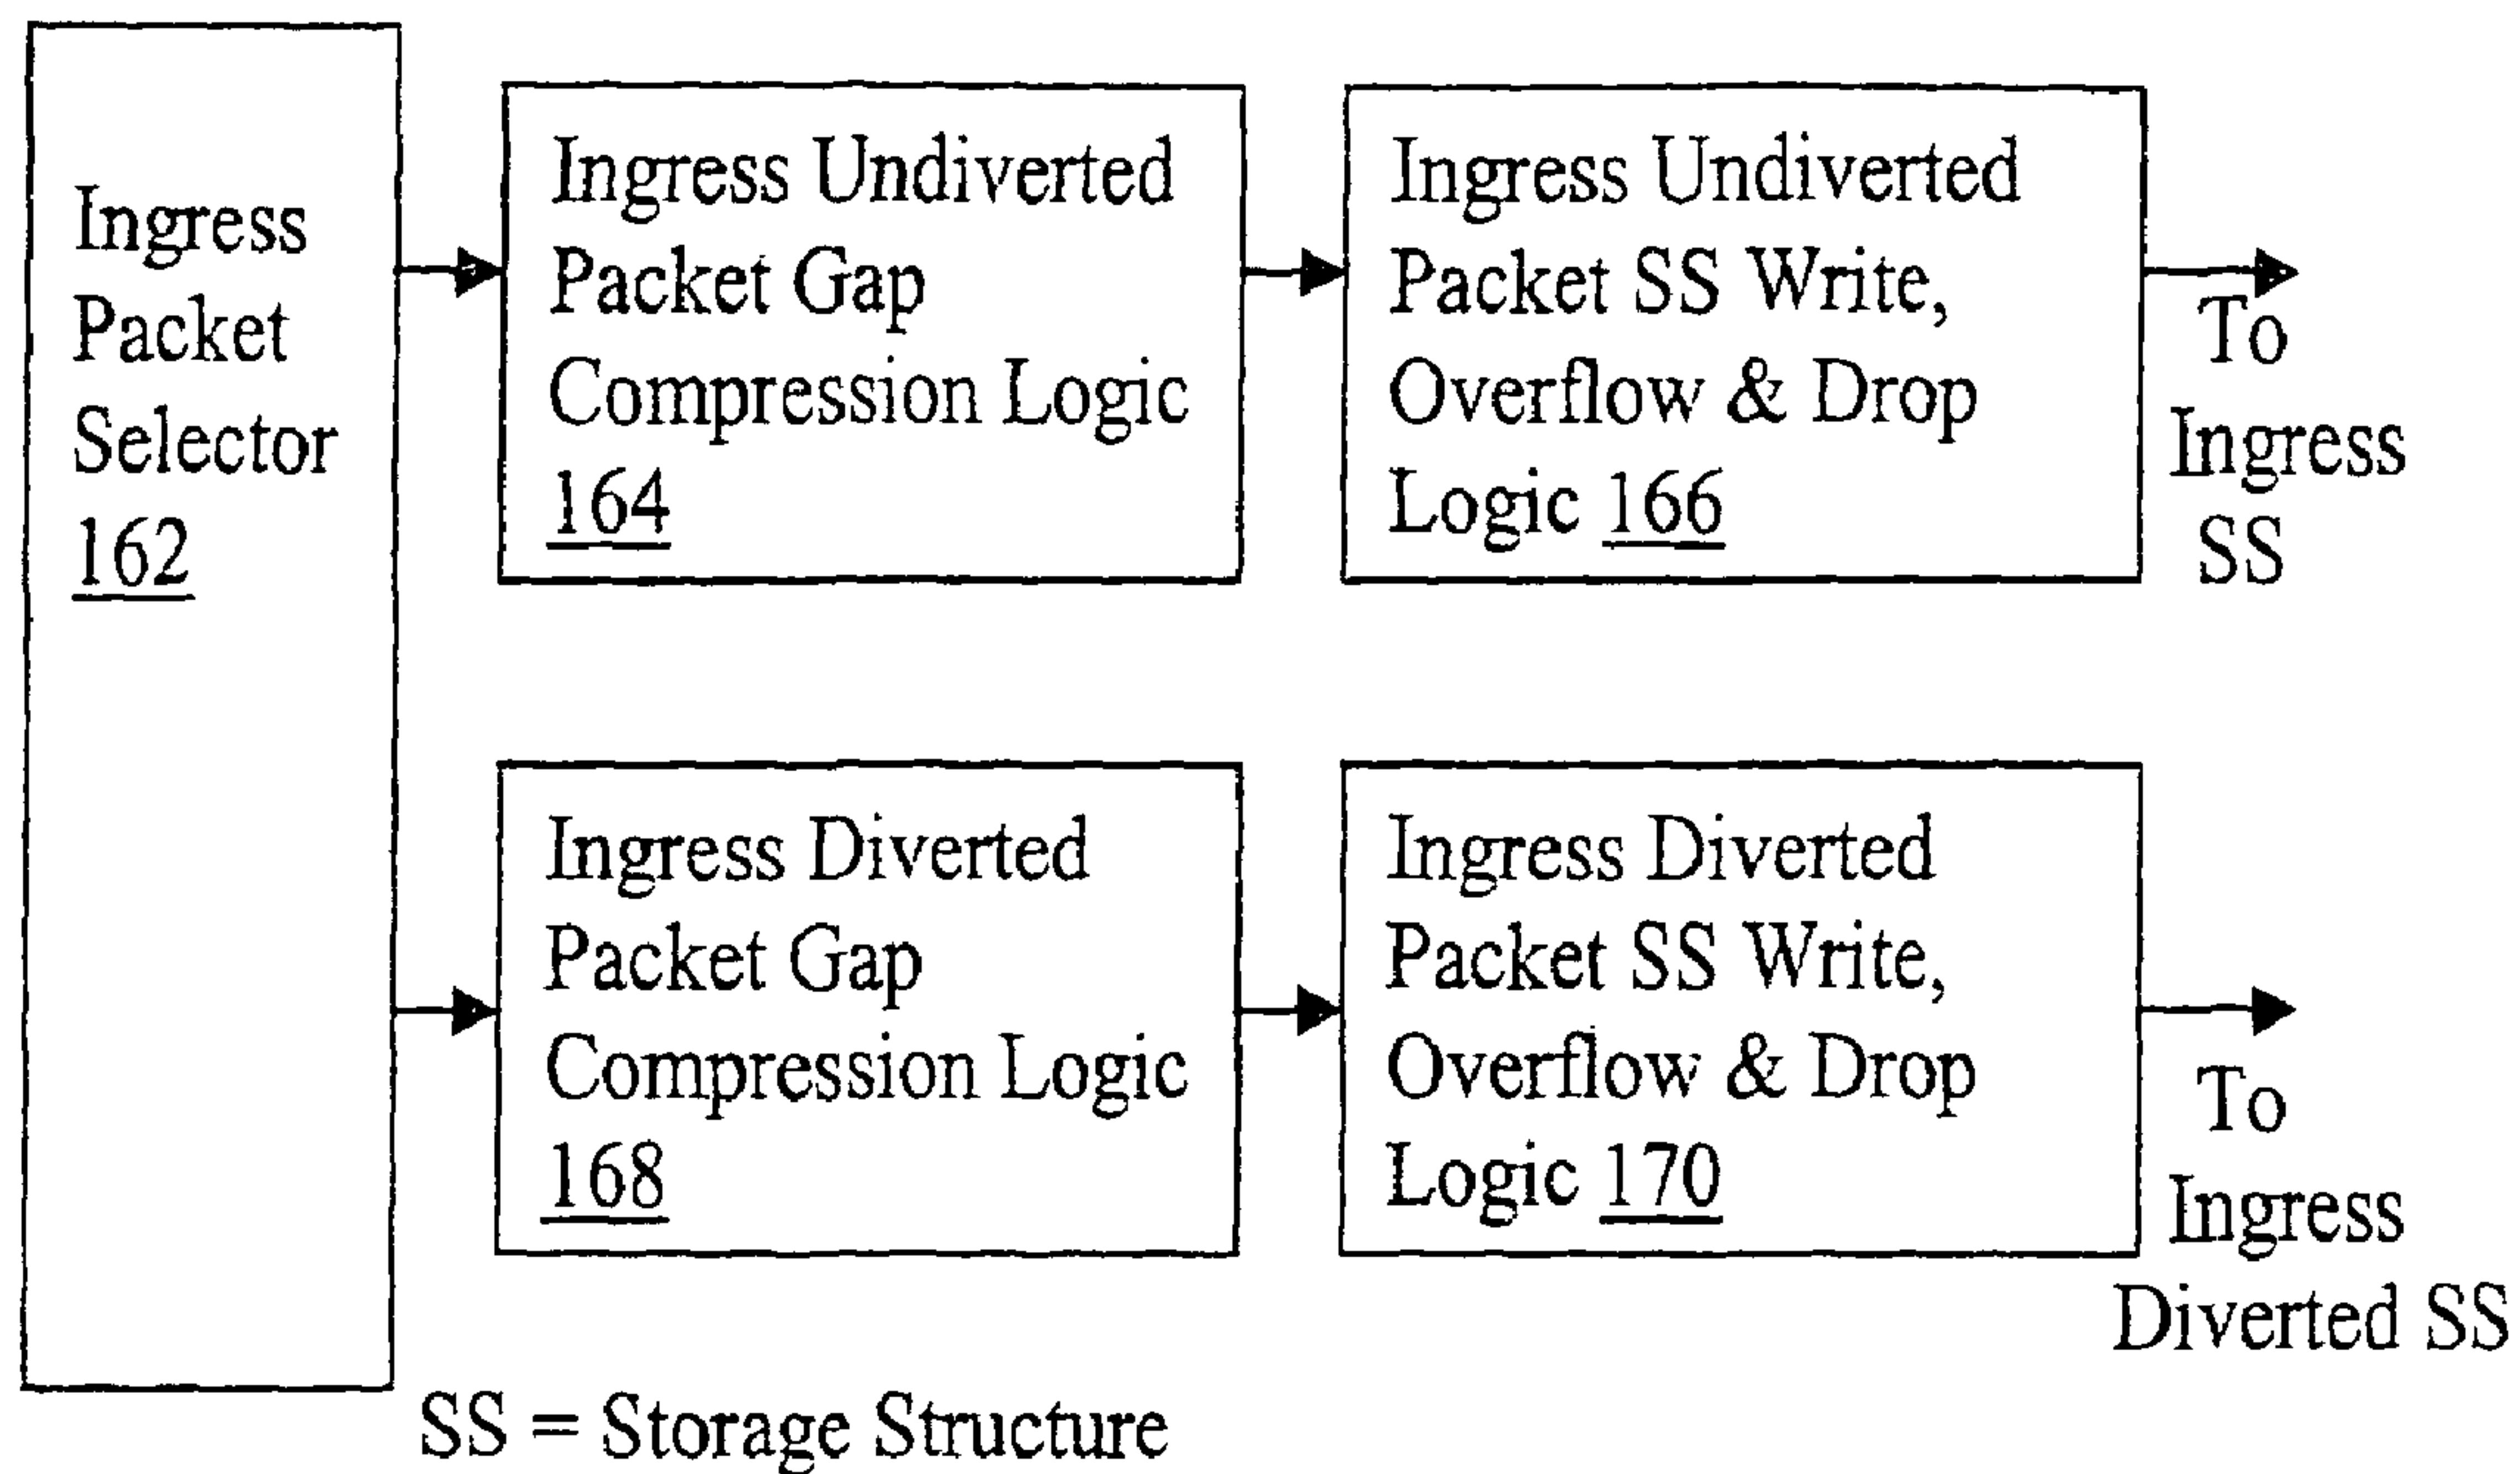 Ingress
Packet
Selector
162
Ingress Undiverted
Packet Gap
Compression Logic
164
Ingress Undiverted
Packet SS Write,
Overflow & Drop
Logic 166
To
Ingress
SS
Ingress Diverted
Packet Gap
Compression Logic
168
Ingress Diverted
Packet SS Write,
Overflow & Drop
Logic 170
To
Ingress
Diverted SS
SS = Storage Structure